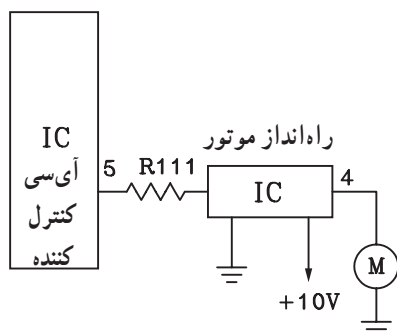 IC
آی‌سی
کنترل
کننده
5
R111
راه‌انداز موتور
IC
4
M
+10V